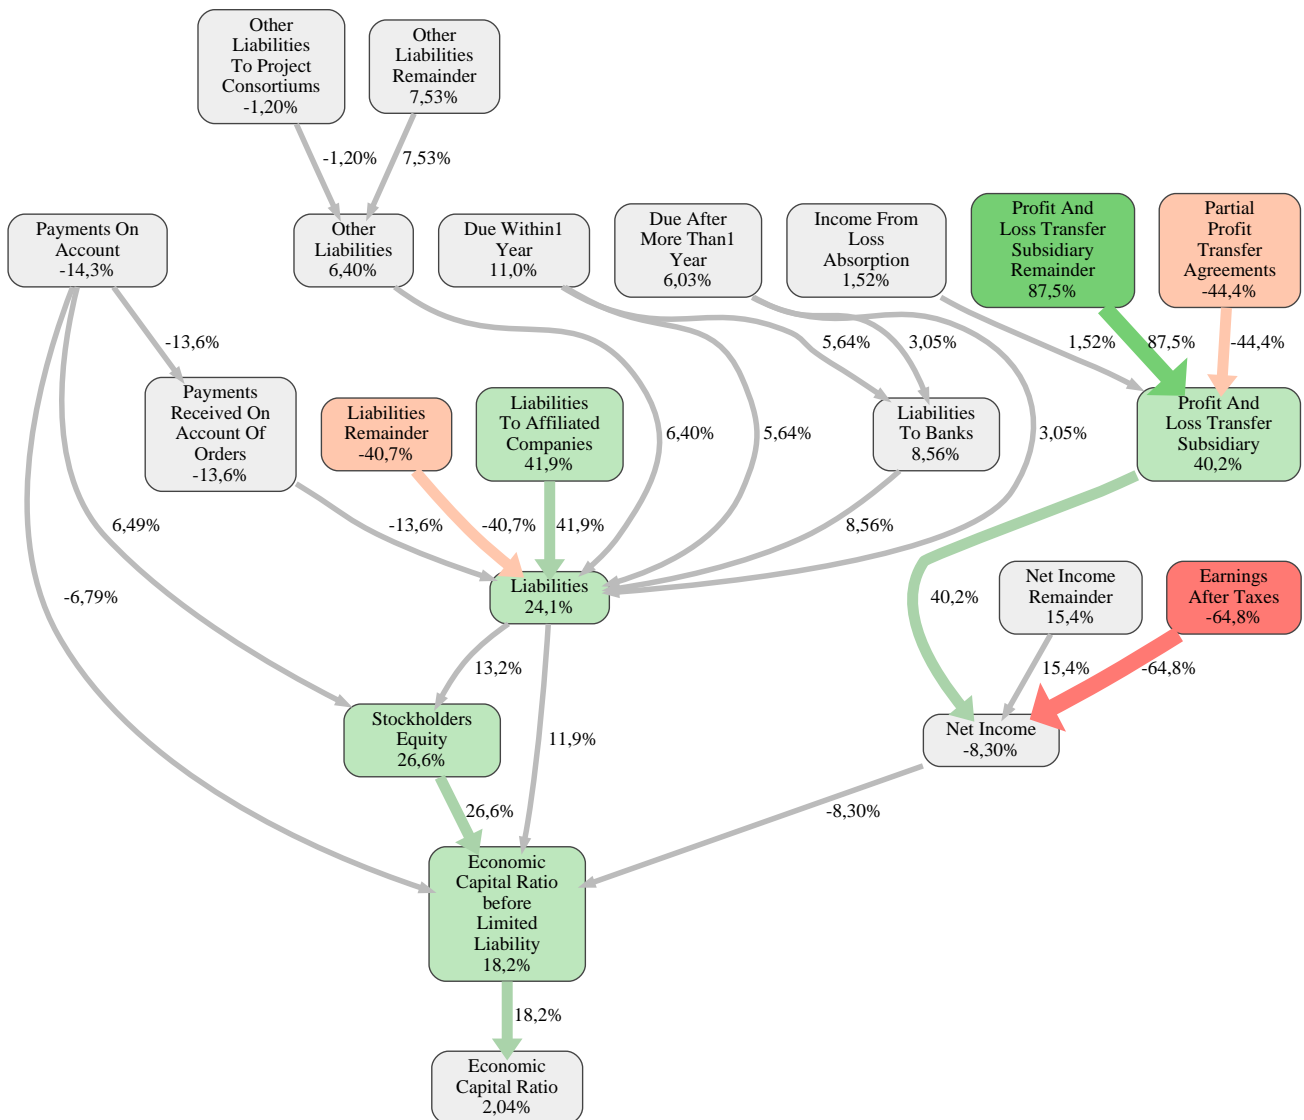 Other
Liabilities
To Project
Consortiums
-1,20%
Other
Liabilities
Remainder
7,53%
-1,20%
7,53%
Payments On
Account
-14,3%
Other
Liabilities
6,40%
Due Within1
Year
11,0%
Due After
More Than1
Year
6,03%
Income From
Loss
Absorption
1,52%
Profit And
Loss Transfer
Subsidiary
Remainder
87,5%
Partial
Profit
Transfer
Agreements
-44,4%
-13,6%
5,64%
3,05%
1,52%
87,5%
-44,4%
Payments
Received On
Account Of
Orders
-13,6%
Liabilities
Remainder
-40,7%
Liabilities
To Affiliated
Companies
41,9%
6,40%
5,64%
Liabilities
To Banks
8,56%
3,05%
Profit And
Loss Transfer
Subsidiary
40,2%
6,49%
-13,6%
-40,7%
41,9%
8,56%
-6,79%
Liabilities
24,1%
40,2%
Net Income
Remainder
15,4%
Earnings
After Taxes
-64,8%
13,2%
11,9%
15,4%
-64,8%
Stockholders
Equity
26,6%
Net Income
-8,30%
26,6%
-8,30%
Economic
Capital Ratio
before
Limited
Liability
18,2%
18,2%
Economic
Capital Ratio
2,04%